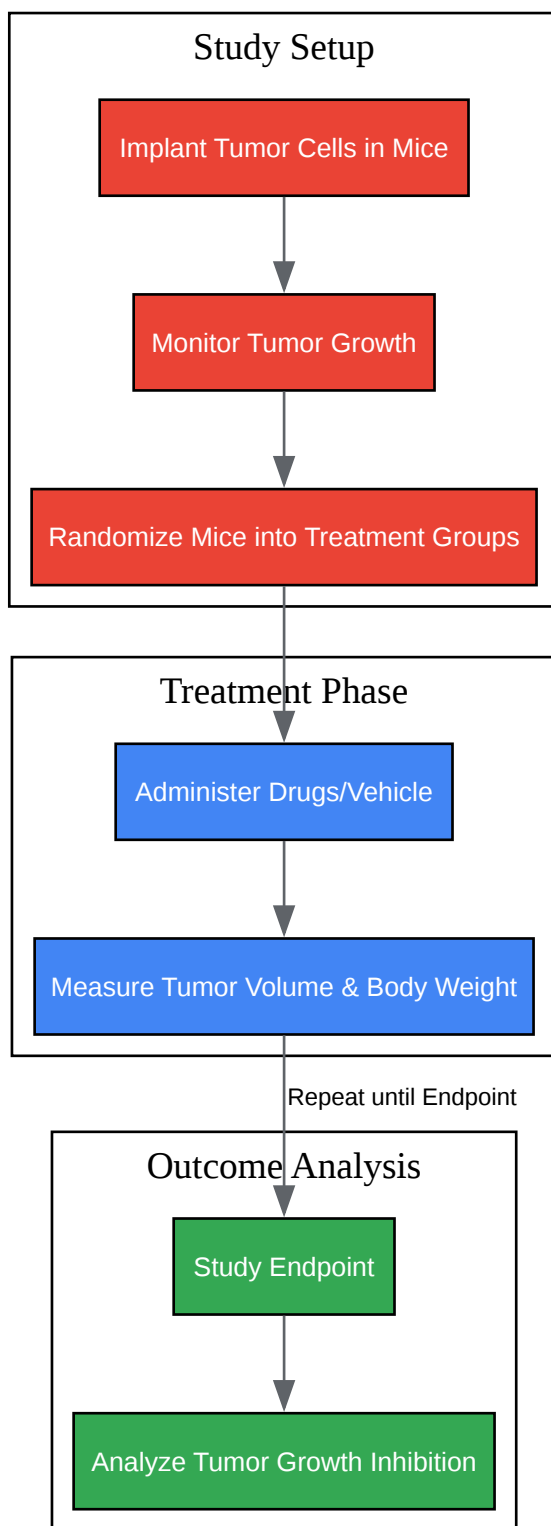 Study Setup
Implant Tumor Cells in Mice
Monitor Tumor Growth
Randomize Mice into Treatment Groups
Treatment Phase
Administer Drugs/Vehicle
Measure Tumor Volume & Body Weight
Repeat until Endpoint
Outcome Analysis
Study Endpoint
Analyze Tumor Growth Inhibition